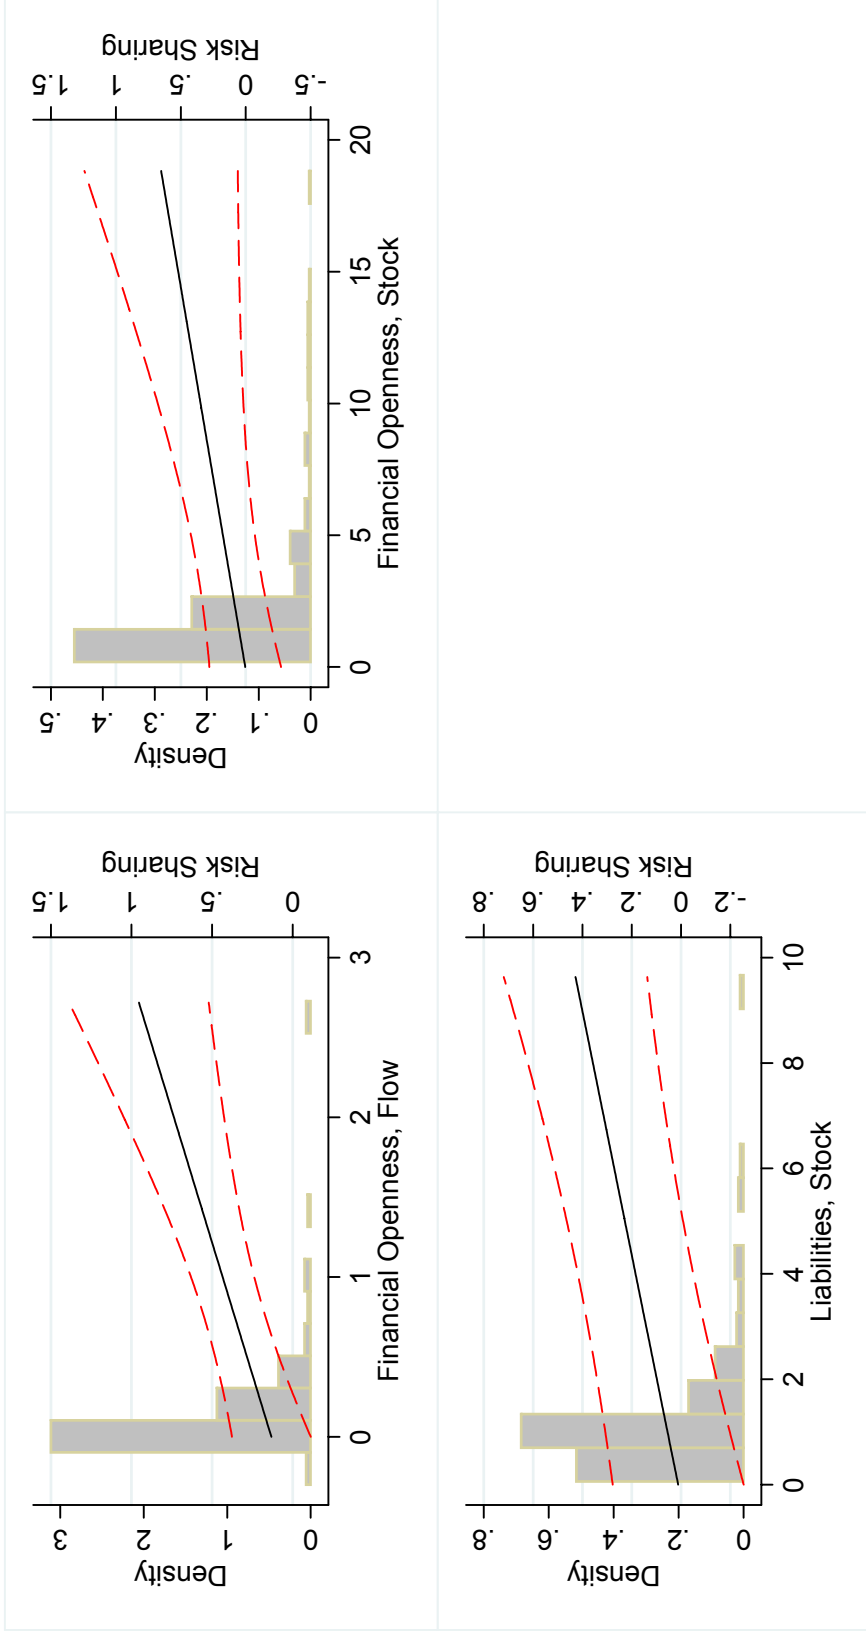 0 .1 .2 .3 .4 .5
Density
-.5 0 .5 1 1.5
Risk Sharing
0 5 10 15 20
Financial Openness, Stock
0 1 2 3
Density
0 .5 1 1.5
Risk Sharing
0 1 2 3
Financial Openness, Flow
0 .2 .4 .6 .8
Density
-.2 0 .2 .4 .6 .8
Risk Sharing
0 2 4 6 8 10
Liabilities, Stock